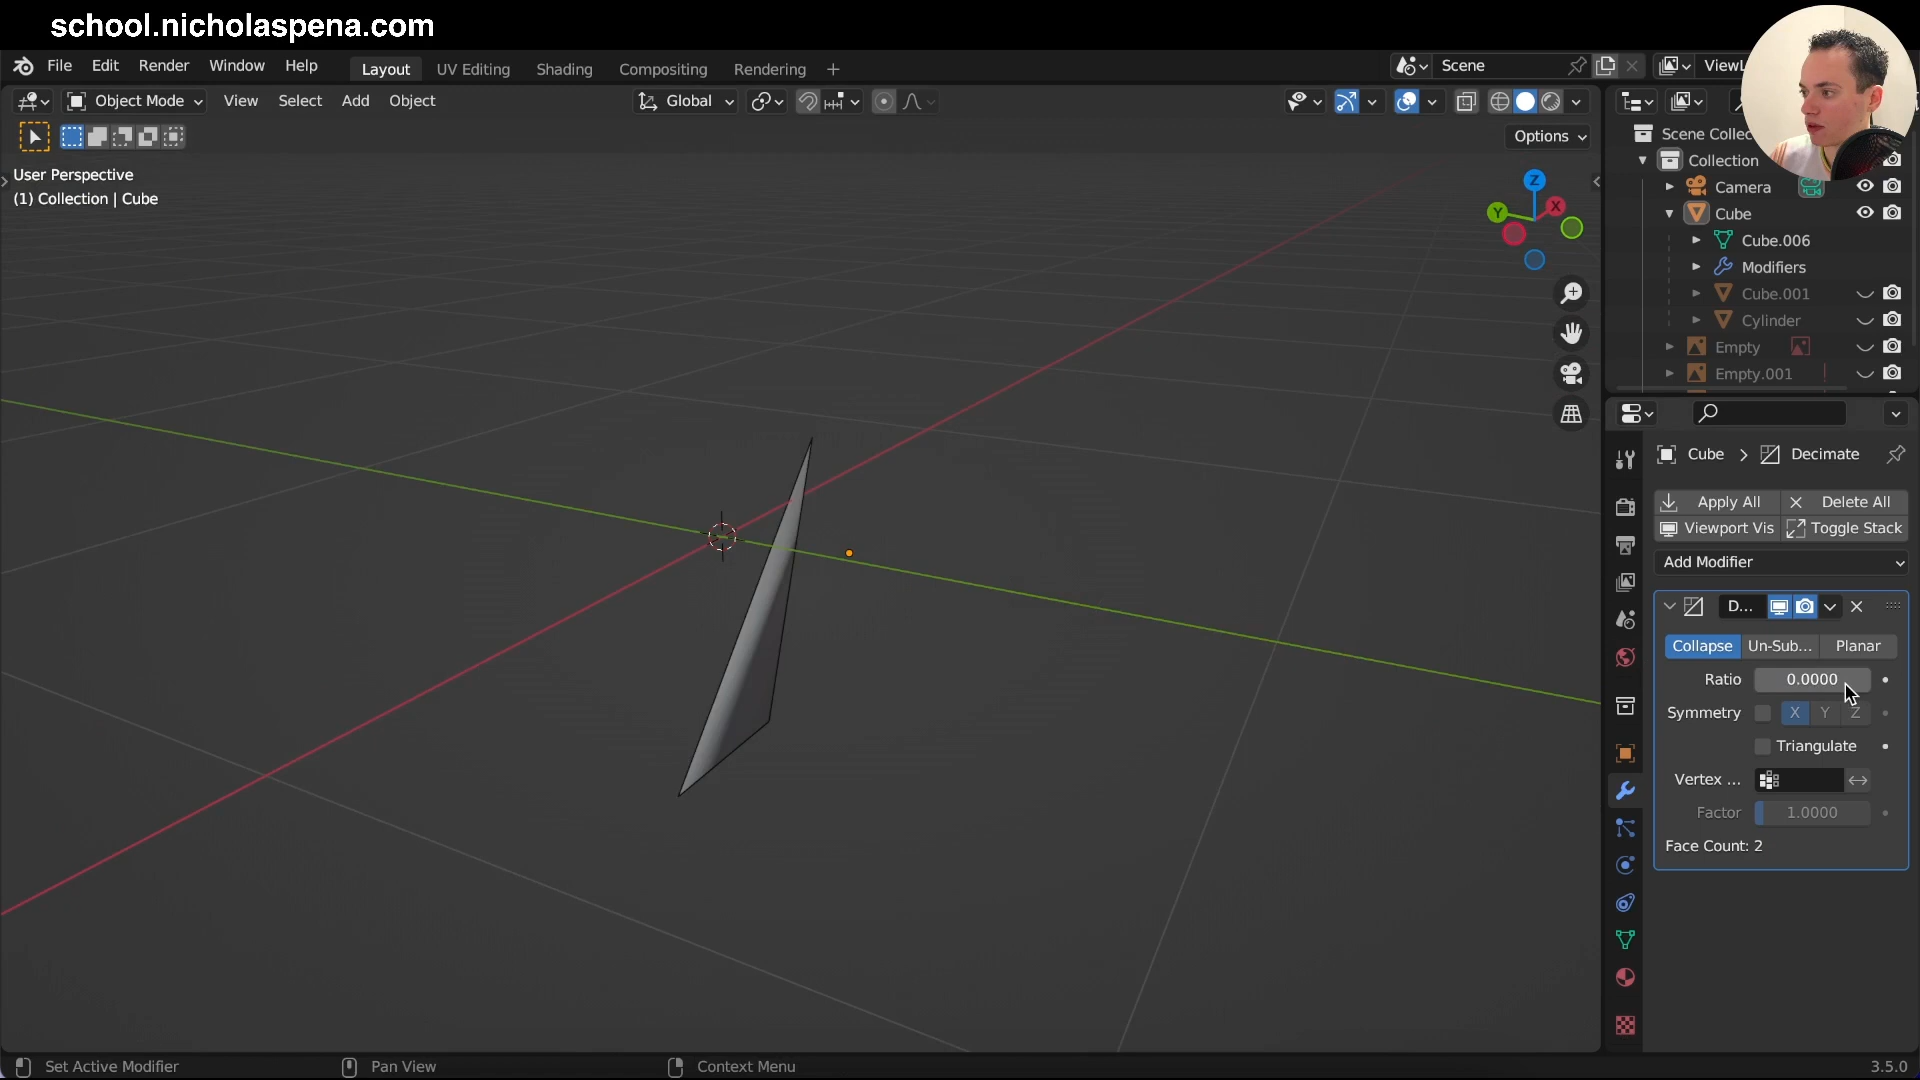 school.nicholaspena.com
File Edit Render Window Help Layout UV Editing Shading Compositing Rendering + Scene ViewL
Object Mode View Select Add Object Global
Options
User Perspective
(1) Collection | Cube
Z
Y
X
Scene Collec
Collection
Camera
Cube
Cube.006
Modifiers
Cube.001
Cylinder
Empty
Empty.001
Cube > Decimate
Apply All Delete All
Viewport Vis Toggle Stack
Add Modifier
D...
Collapse Un-Sub... Planar
Ratio 0.0000
Symmetry X Y Z
Triangulate
Vertex ...
Factor 1.0000
Face Count: 2
Set Active Modifier Pan View Context Menu 3.5.0